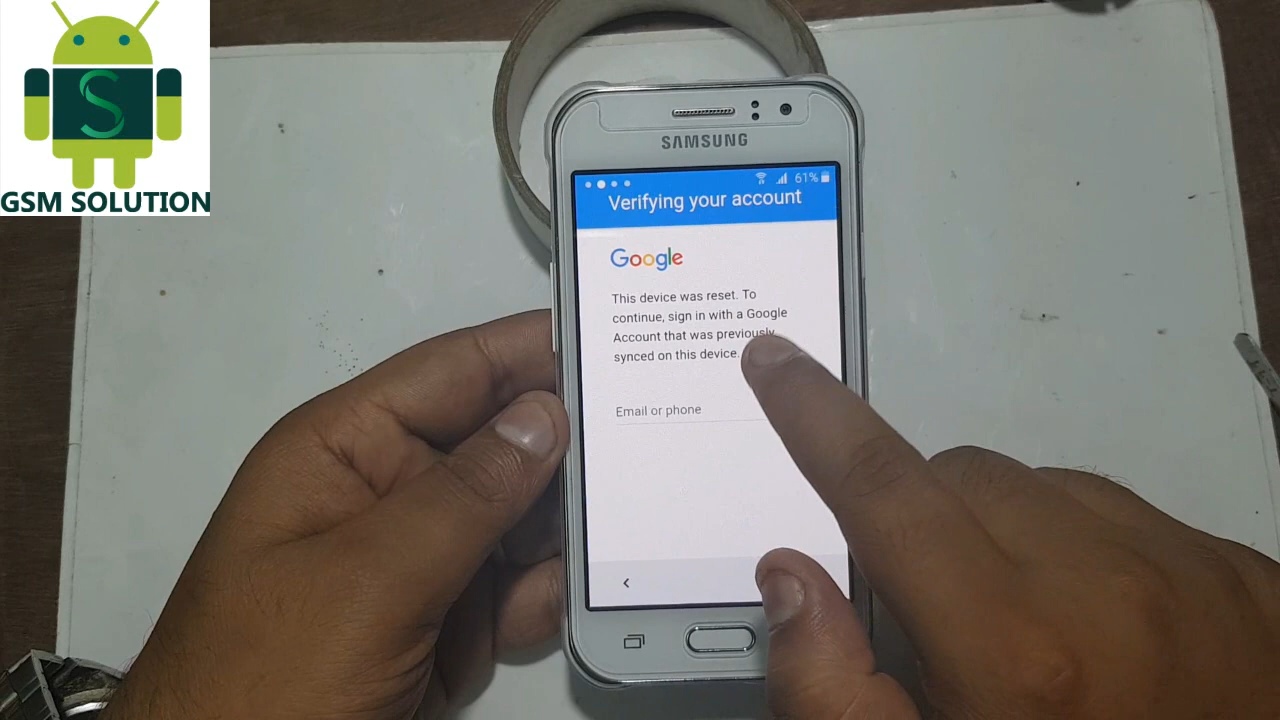 S
GSM SOLUTION
SAMSUNG
61%
Verifying your account
Google
This device was reset. To
continue, sign in with a Google
Account that was previously
synced on this device.
Email or phone